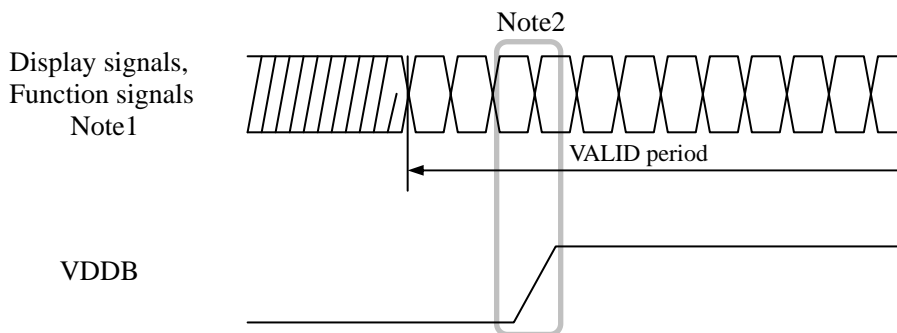 Note2
Display signals,
Function signals
Note1
VALID period
VDDB